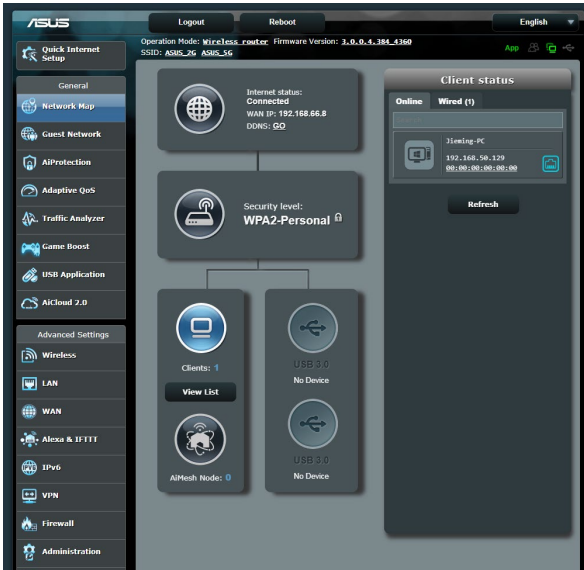 ASUS
Logout
Reboot
English
Operation Mode: Wireless router Firmware Version: 3.0.0.4.384_4360
SSID: ASUS_2G ASUS_5G
App
Quick Internet
Setup
General
Network Map
Guest Network
AiProtection
Adaptive QoS
Traffic Analyzer
Game Boost
USB Application
AiCloud 2.0
Advanced Settings
Wireless
LAN
WAN
Alexa & IFTTT
IPv6
VPN
Firewall
Administration
Internet status:
Connected
WAN IP: 192.168.66.8
DDNS: GO
Security level:
WPA2-Personal
Clients: 1
View List
AiMesh Node: 0
USB 3.0
No Device
USB 3.0
No Device
Client status
Online
Wired (1)
Jieming-PC
192.168.50.129
00:00:00:00:00:00
Refresh